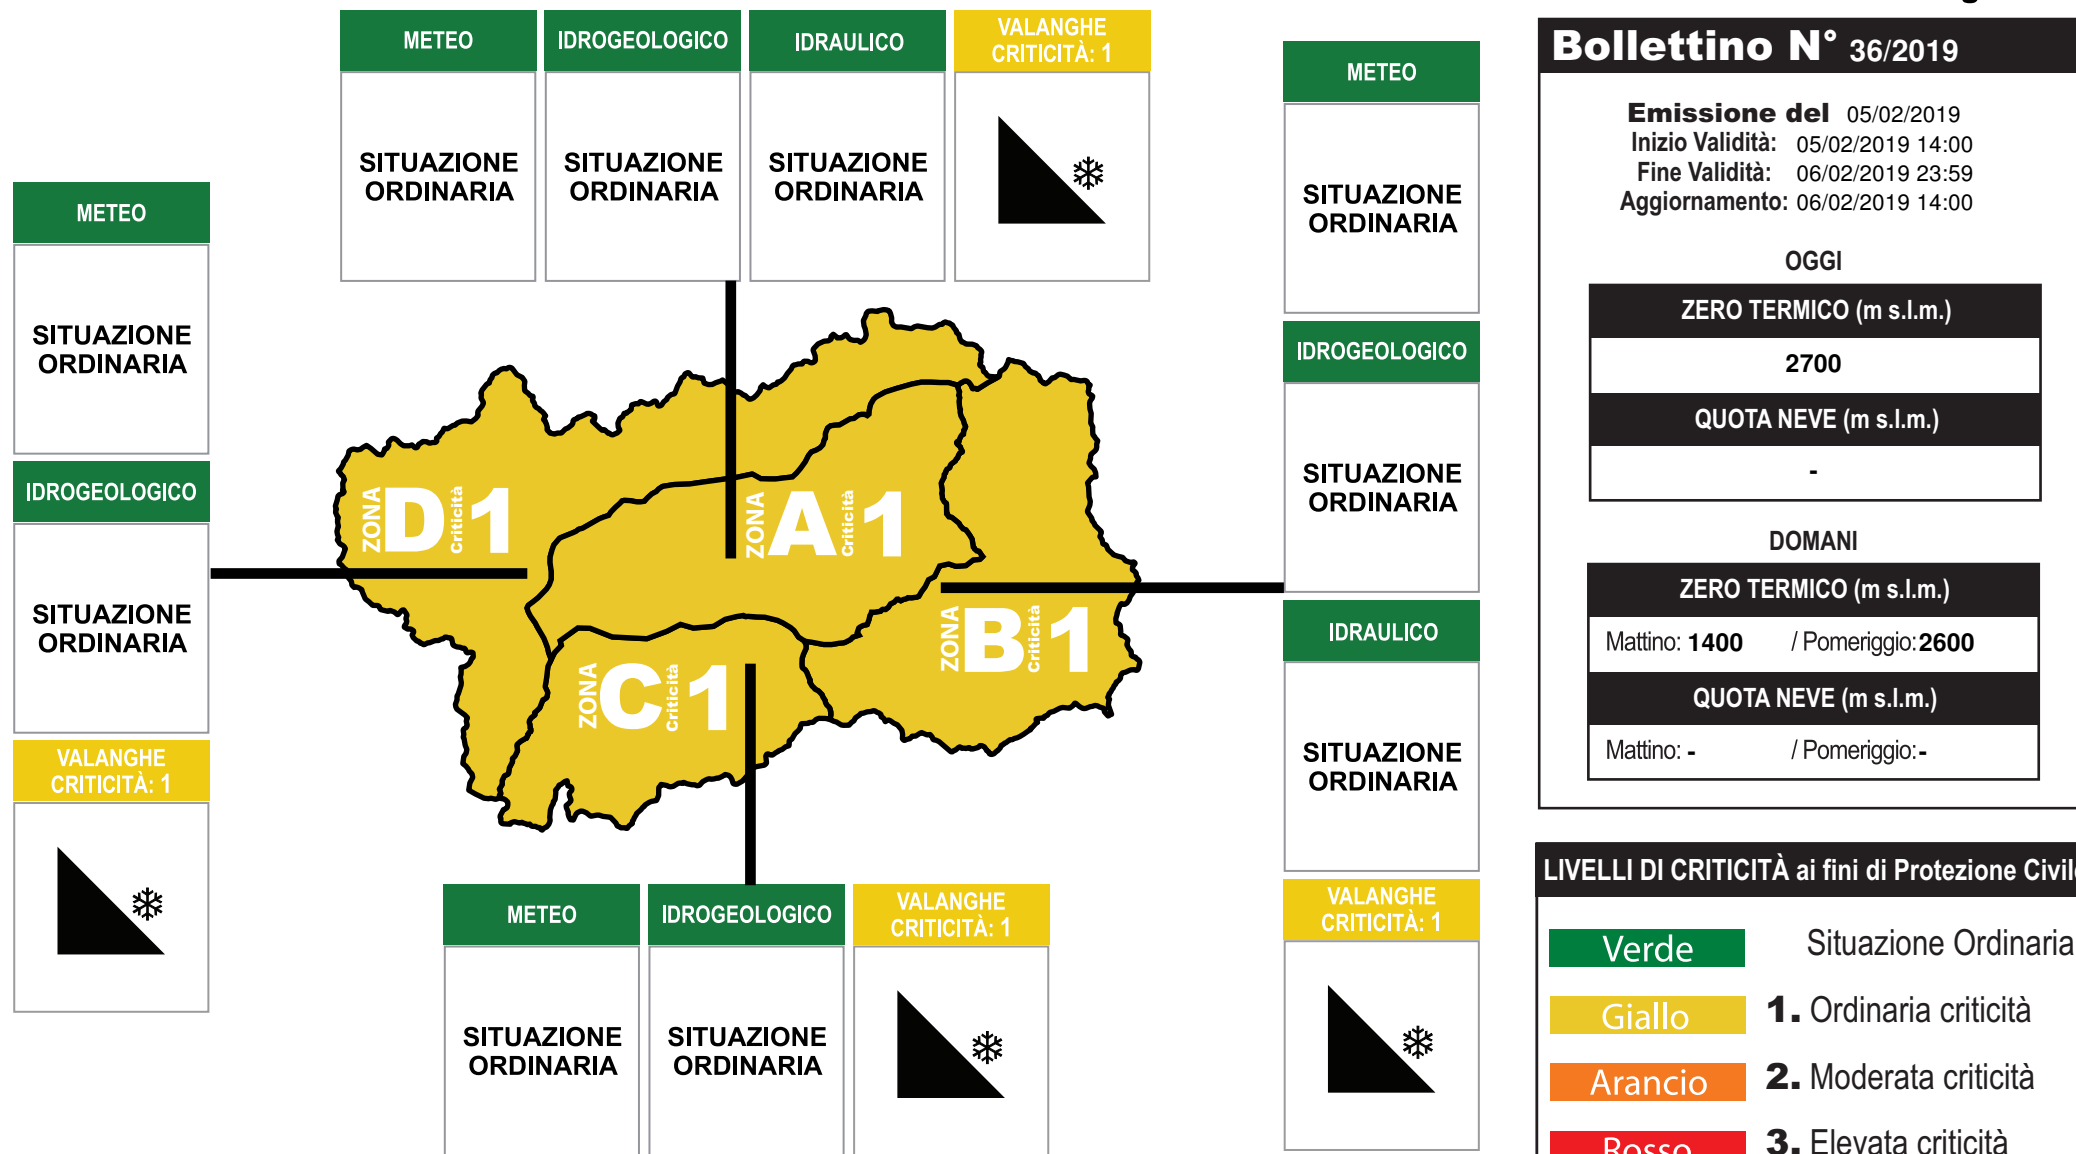 METEO
IDROGEOLOGICO
IDRAULICO
VALANGHE
CRITICITÀ: 1
SITUAZIONE
ORDINARIA
SITUAZIONE
ORDINARIA
SITUAZIONE
ORDINARIA
METEO
SITUAZIONE
ORDINARIA
IDROGEOLOGICO
SITUAZIONE
ORDINARIA
VALANGHE
CRITICITÀ: 1
ZONA D Criticità 1
ZONA A Criticità 1
ZONA B Criticità 1
ZONA C Criticità 1
METEO
SITUAZIONE
ORDINARIA
IDROGEOLOGICO
SITUAZIONE
ORDINARIA
IDRAULICO
SITUAZIONE
ORDINARIA
VALANGHE
CRITICITÀ: 1
METEO
IDROGEOLOGICO
VALANGHE
CRITICITÀ: 1
SITUAZIONE
ORDINARIA
SITUAZIONE
ORDINARIA
Bollettino N° 36/2019
Emissione del 05/02/2019
Inizio Validità: 05/02/2019 14:00
Fine Validità: 06/02/2019 23:59
Aggiornamento: 06/02/2019 14:00
OGGI
ZERO TERMICO (m s.l.m.)
2700
QUOTA NEVE (m s.l.m.)
-
DOMANI
ZERO TERMICO (m s.l.m.)
Mattino: 1400 / Pomeriggio: 2600
QUOTA NEVE (m s.l.m.)
Mattino: - / Pomeriggio: -
LIVELLI DI CRITICITÀ ai fini di Protezione Civile
Verde Situazione Ordinaria
Giallo 1. Ordinaria criticità
Arancio 2. Moderata criticità
Rosso 3. Elevata criticità